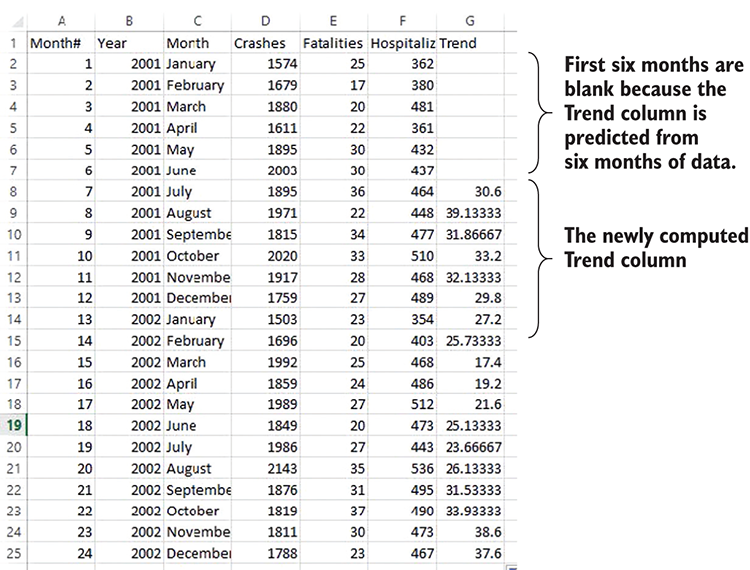 A B C D E F G
1 Month# Year Month Crashes Fatalities Hospitaliz Trend
2 1 2001 January 1574 25 362
3 2 2001 February 1679 17 380
4 3 2001 March 1880 20 481
5 4 2001 April 1611 22 361
6 5 2001 May 1895 30 432
7 6 2001 June 2003 30 437
8 7 2001 July 1895 36 464 30.6
9 8 2001 August 1971 22 448 39.13333
10 9 2001 Septembe 1815 34 477 31.86667
11 10 2001 October 2020 33 510 33.2
12 11 2001 Novembe 1917 28 468 32.13333
13 12 2001 December 1759 27 489 29.8
14 13 2002 January 1503 23 354 27.2
15 14 2002 February 1696 20 403 25.73333
16 15 2002 March 1992 25 468 17.4
17 16 2002 April 1859 24 486 19.2
18 17 2002 May 1989 27 512 21.6
19 18 2002 June 1849 20 473 25.13333
20 19 2002 July 1986 27 443 23.66667
21 20 2002 August 2143 35 536 26.13333
22 21 2002 Septembe 1876 31 495 31.53333
23 22 2002 October 1819 37 490 33.93333
24 23 2002 Novembe 1811 30 473 38.6
25 24 2002 December 1788 23 467 37.6
First six months are
blank because the
Trend column is
predicted from
six months of data.
The newly computed
Trend column